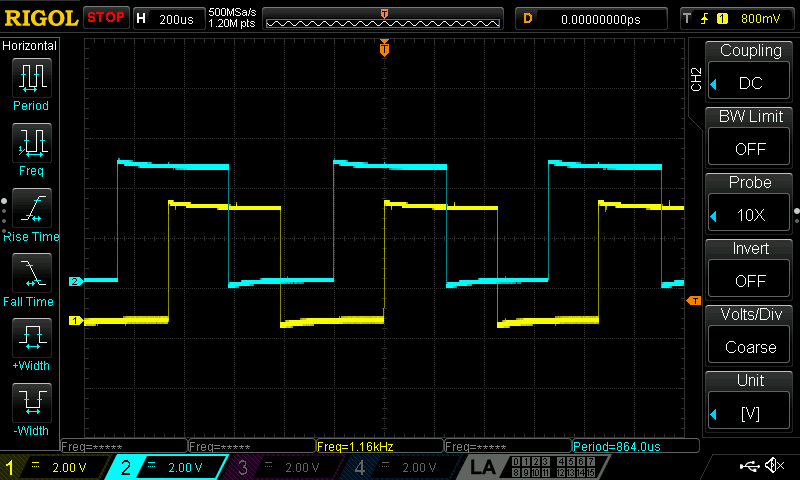 RIGOL STOP H 200us 500MSa/s 1.20M pts T D 0.00000000ps T 1 800mV
Horizontal
Period
Freq
Rise Time
Fall Time
+Width
-Width
T
2
1
T
CH2
Coupling
DC
BW Limit
OFF
Probe
10X
Invert
OFF
Volts/Div
Coarse
Unit
[V]
Freq=***** Freq=***** Freq=1.16kHz Freq=***** Period=864.0us
1 2.00 V 2 2.00 V 3 2.00 V 4 2.00 V LA 0 1 2 3 4 5 6 7
8 9 10 11 12 13 14 15